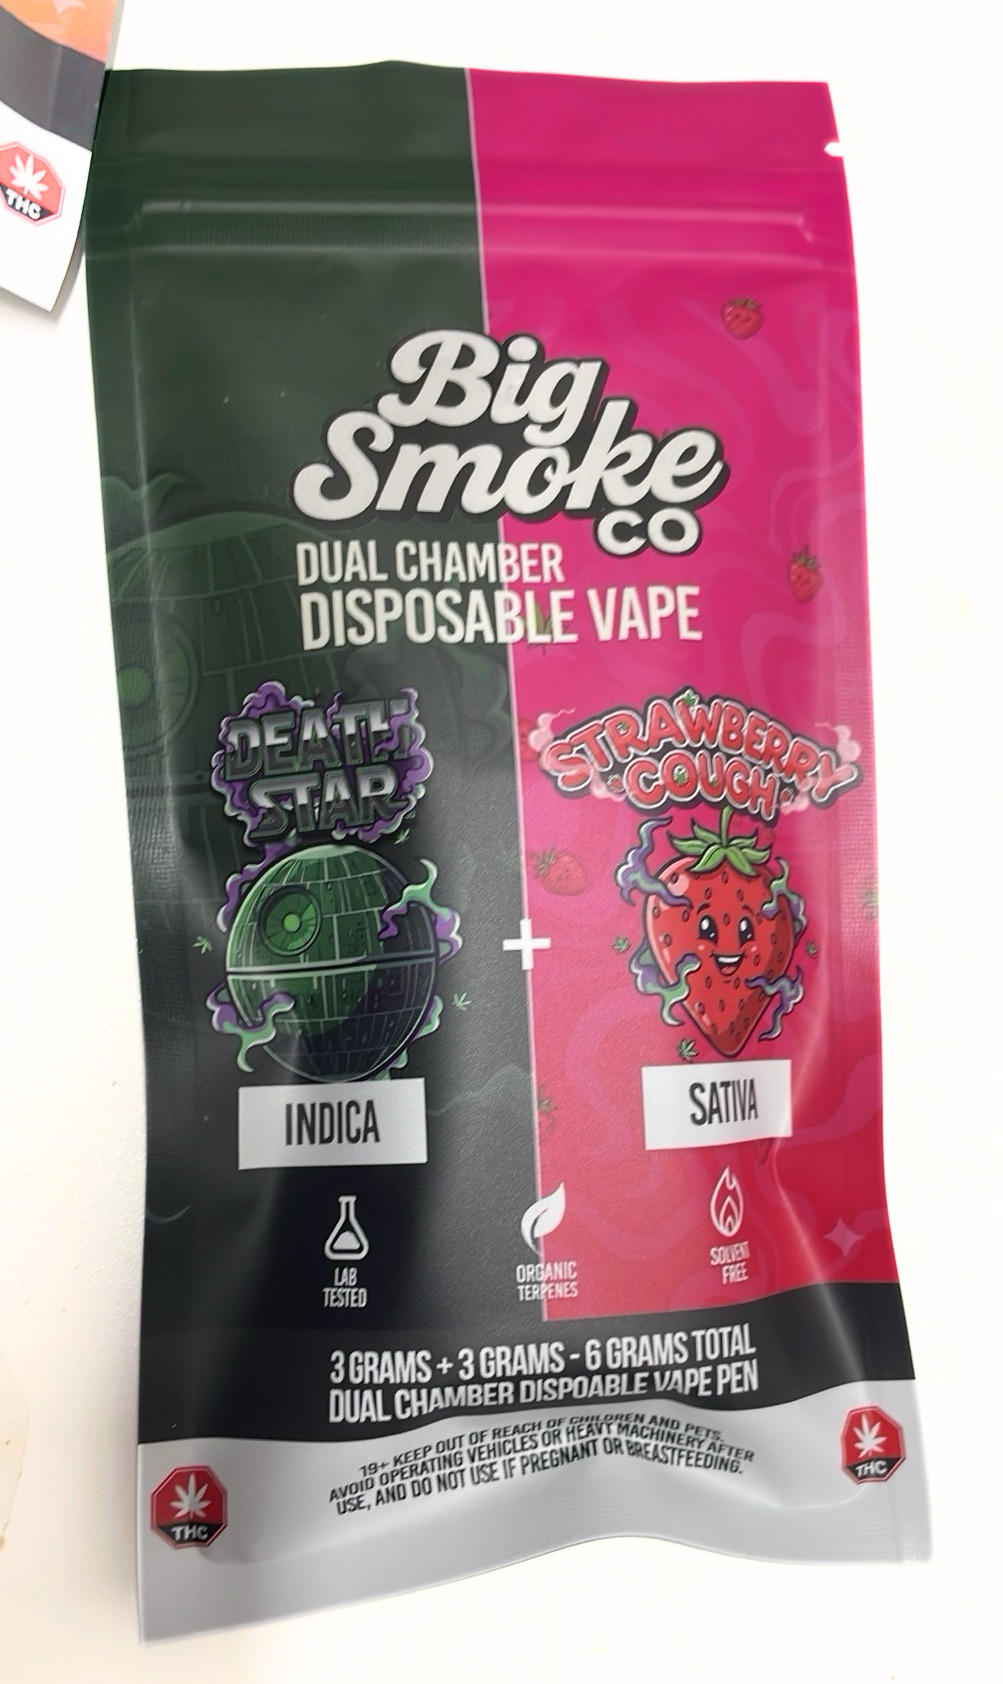 THC
Big
Smoke
CO
DUAL CHAMBER
DISPOSABLE VAPE
DEATH
STAR
STRAWBERRY
COUGH
+
INDICA
SATIVA
LAB
TESTED
ORGANIC
TERPENES
SOLVENT
FREE
3 GRAMS + 3 GRAMS - 6 GRAMS TOTAL
DUAL CHAMBER DISPOABLE VAPE PEN
19+ KEEP OUT OF REACH OF CHILDREN AND PETS.
AVOID OPERATING VEHICLES OR HEAVY MACHINERY AFTER
USE, AND DO NOT USE IF PREGNANT OR BREASTFEEDING.
THC
THC